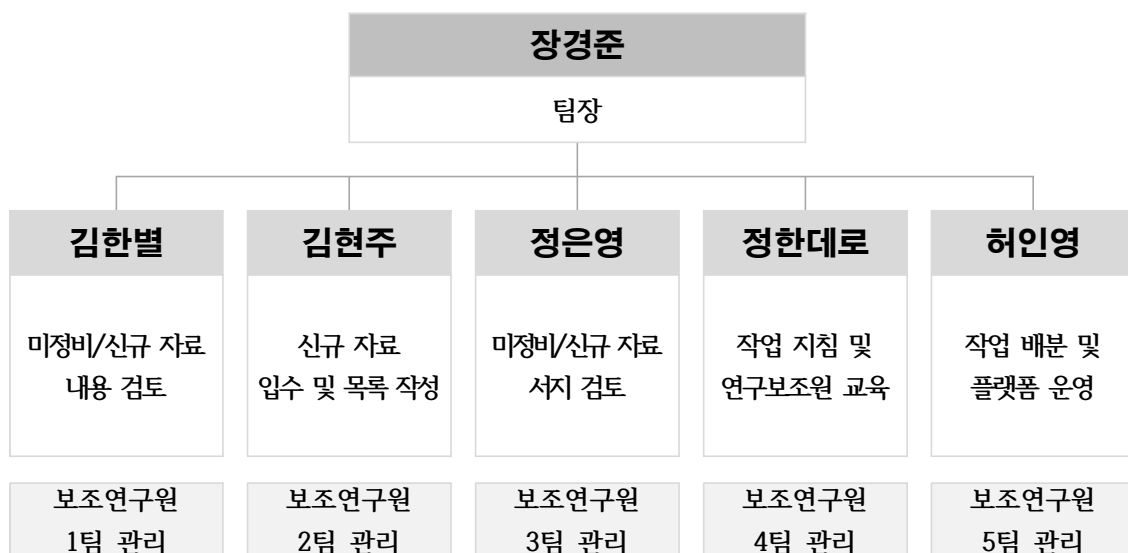 장경준
팀장
김한별
미정비/신규 자료
내용 검토
보조연구원
1팀 관리
김현주
신규 자료
입수 및 목록 작성
보조연구원
2팀 관리
정은영
미정비/신규 자료
서지 검토
보조연구원
3팀 관리
정한데로
작업 지침 및
연구보조원 교육
보조연구원
4팀 관리
허인영
작업 배분 및
플랫폼 운영
보조연구원
5팀 관리